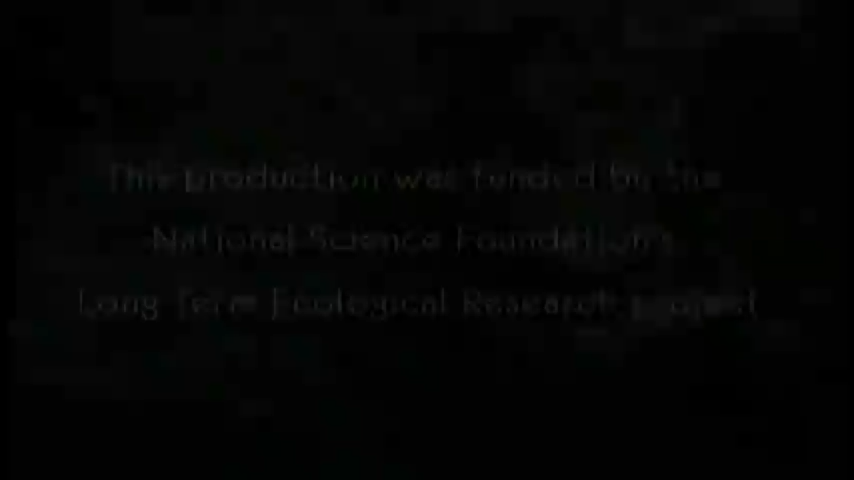 This production was funded by the
National Science Foundation's
Long Term Ecological Research project